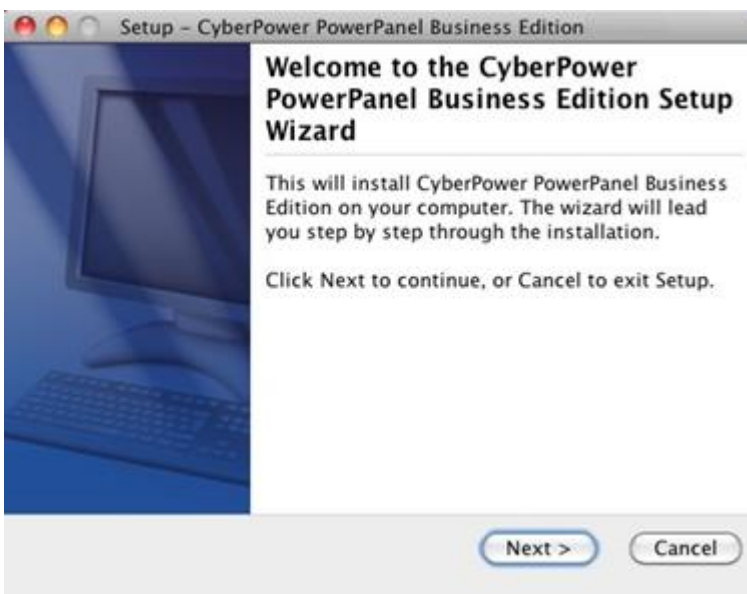 Setup – CyberPower PowerPanel Business Edition
Welcome to the CyberPower
PowerPanel Business Edition Setup
Wizard
This will install CyberPower PowerPanel Business
Edition on your computer. The wizard will lead
you step by step through the installation.
Click Next to continue, or Cancel to exit Setup.
Next >
Cancel